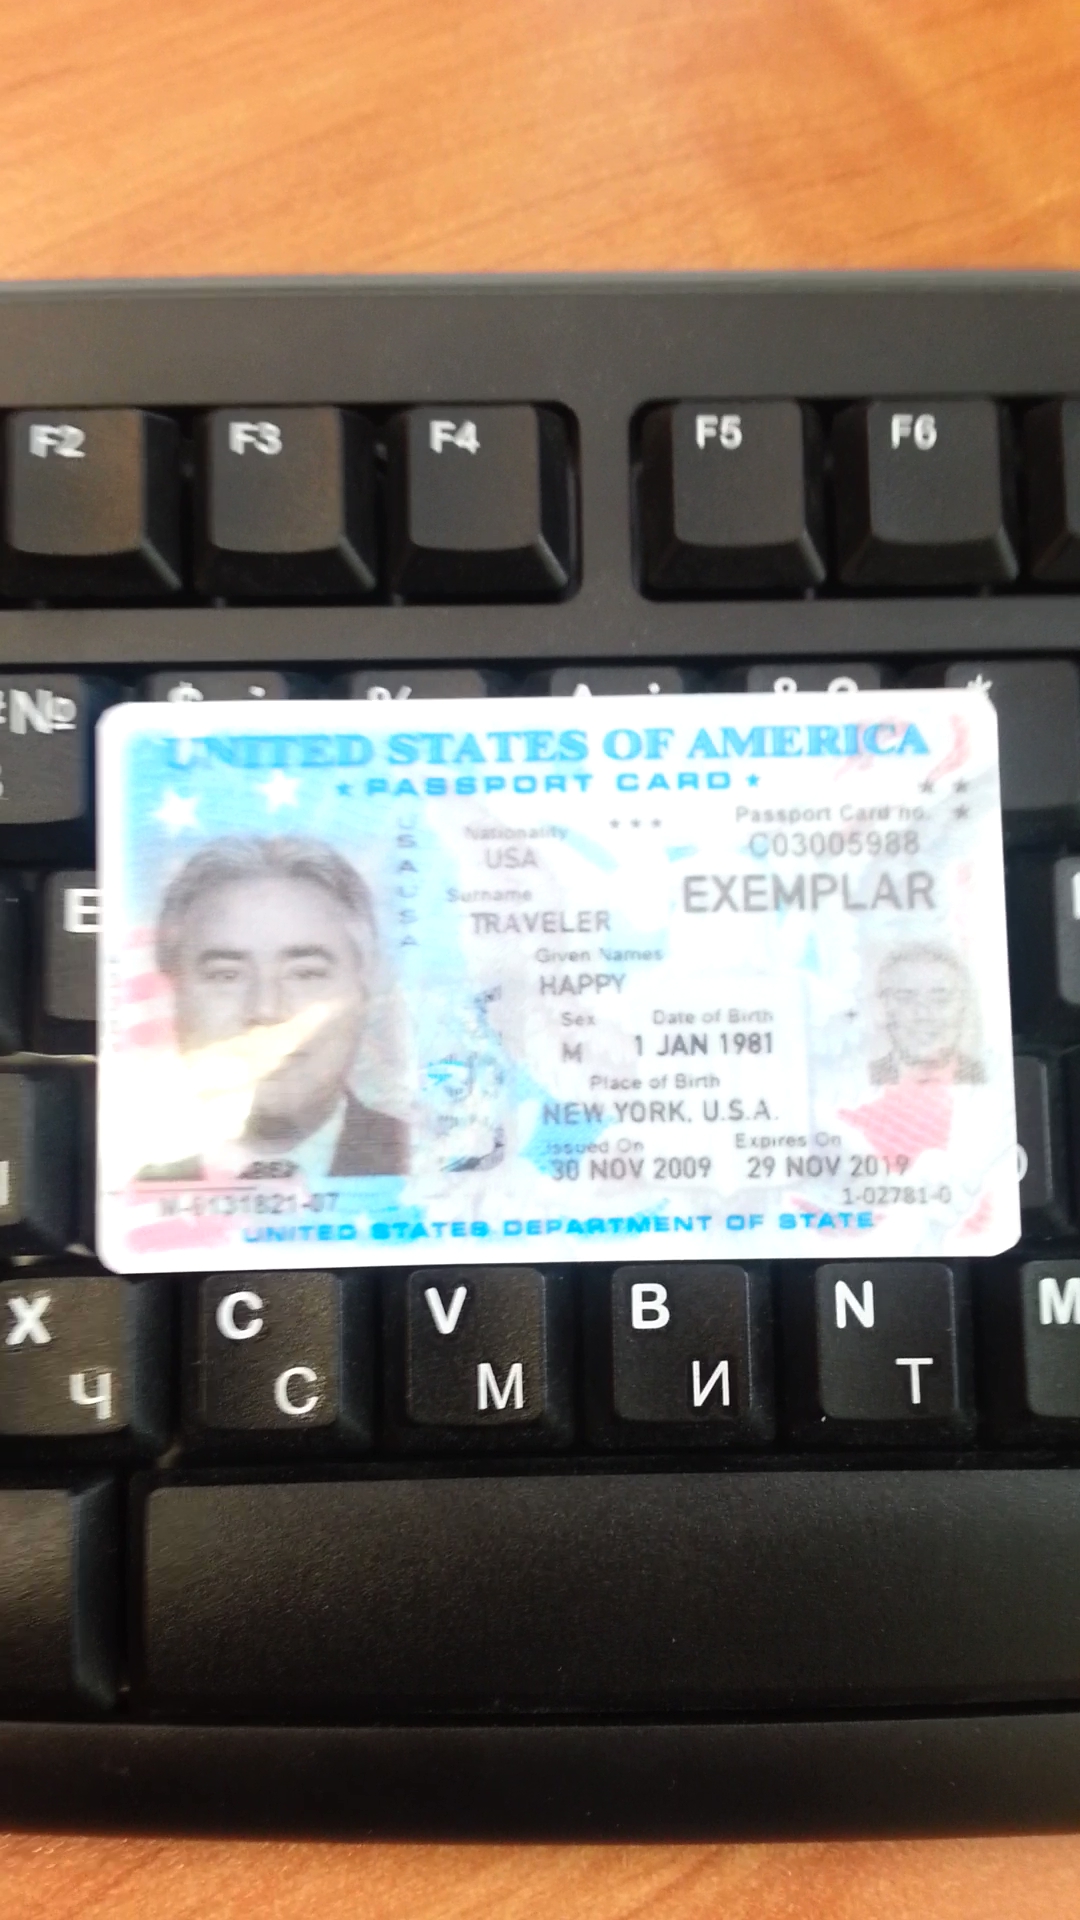 F2 F3 F4 F5 F6
№ $ % & *
UNITED STATES OF AMERICA
★ PASSPORT CARD ★
USAUSA
Nationality
USA
Passport Card no.
C03005988
EXEMPLAR
Surname
TRAVELER
Given Names
HAPPY
Sex Date of Birth
M 1 JAN 1981
Place of Birth
NEW YORK, U.S.A.
Issued On Expires On
30 NOV 2009 29 NOV 2019
1-02781-0
UNITED STATES DEPARTMENT OF STATE
E
X C V B N M
Ч С М И Т